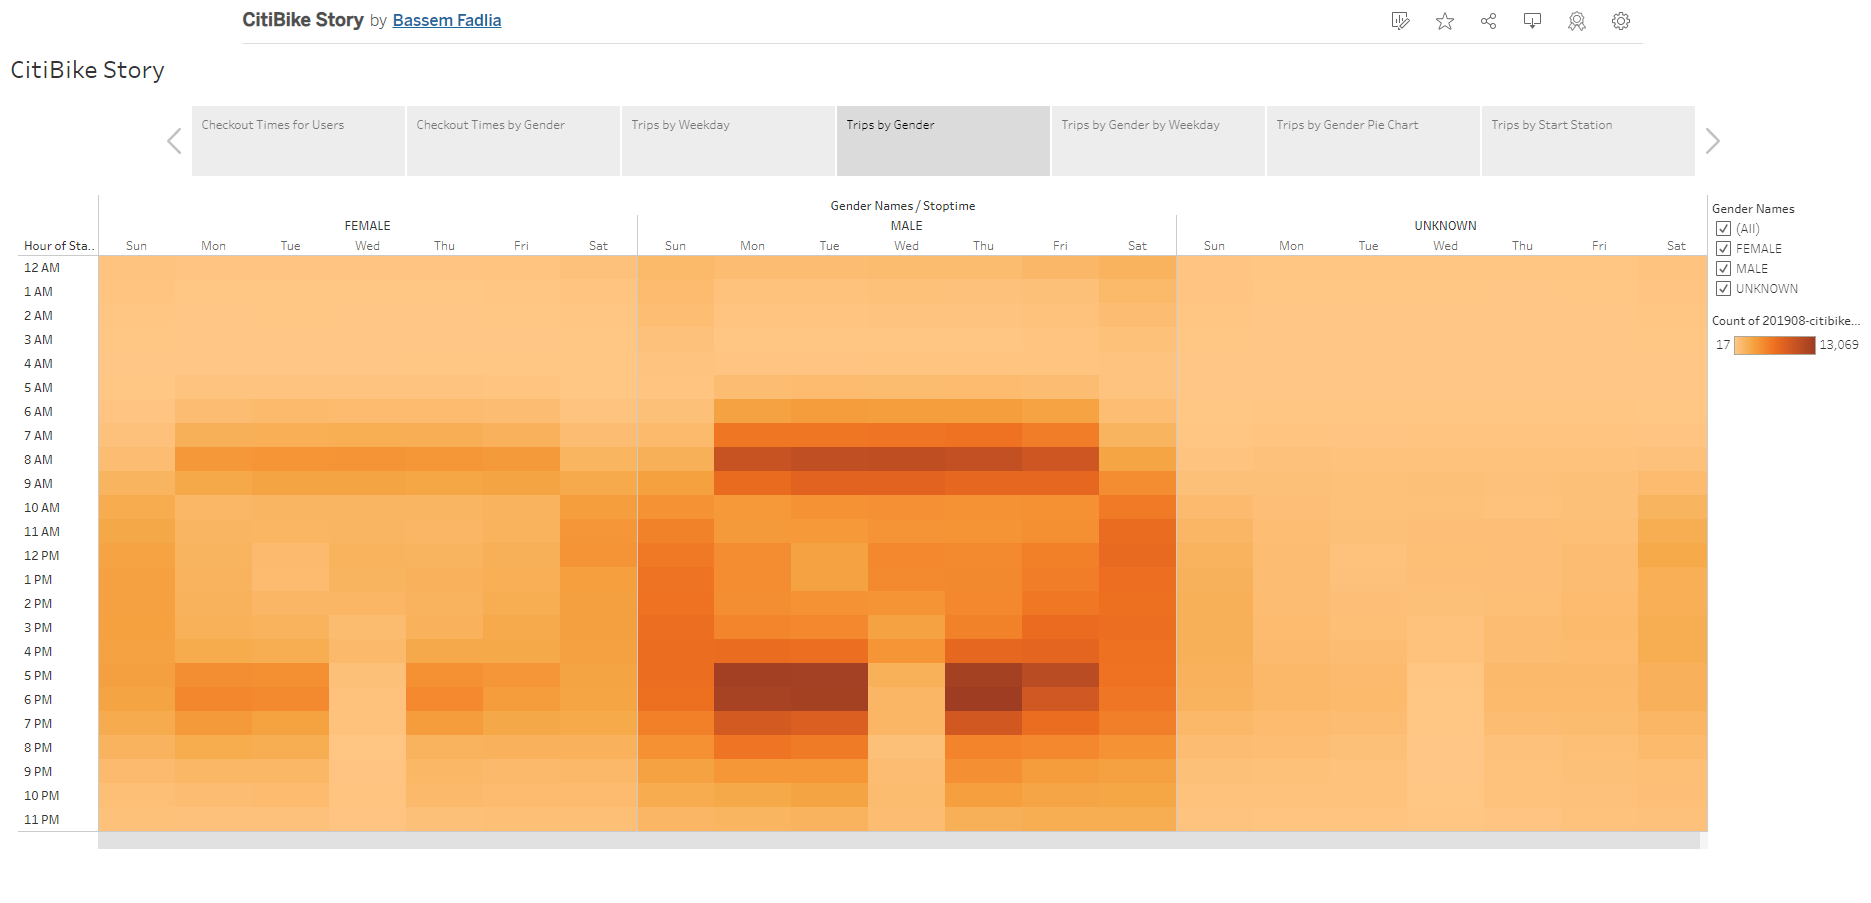 CitiBike Story by Bassem Fadlia
CitiBike Story
Checkout Times for Users
Checkout Times by Gender
Trips by Weekday
Trips by Gender
Trips by Gender by Weekday
Trips by Gender Pie Chart
Trips by Start Station
Gender Names / Stoptime
FEMALE MALE UNKNOWN
Hour of Sta.. Sun Mon Tue Wed Thu Fri Sat Sun Mon Tue Wed Thu Fri Sat Sun Mon Tue Wed Thu Fri Sat
12 AM
1 AM
2 AM
3 AM
4 AM
5 AM
6 AM
7 AM
8 AM
9 AM
10 AM
11 AM
12 PM
1 PM
2 PM
3 PM
4 PM
5 PM
6 PM
7 PM
8 PM
9 PM
10 PM
11 PM
Gender Names
(All)
FEMALE
MALE
UNKNOWN
Count of 201908-citibike...
17 13,069